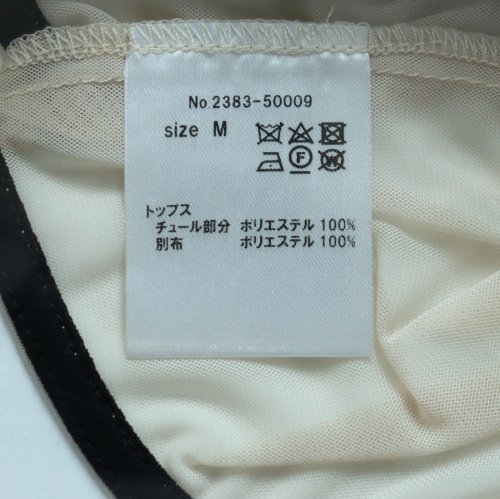 No.2383-50009
size M
F
W
トップス
チュール部分 ポリエステル 100%
別布 ポリエステル 100%